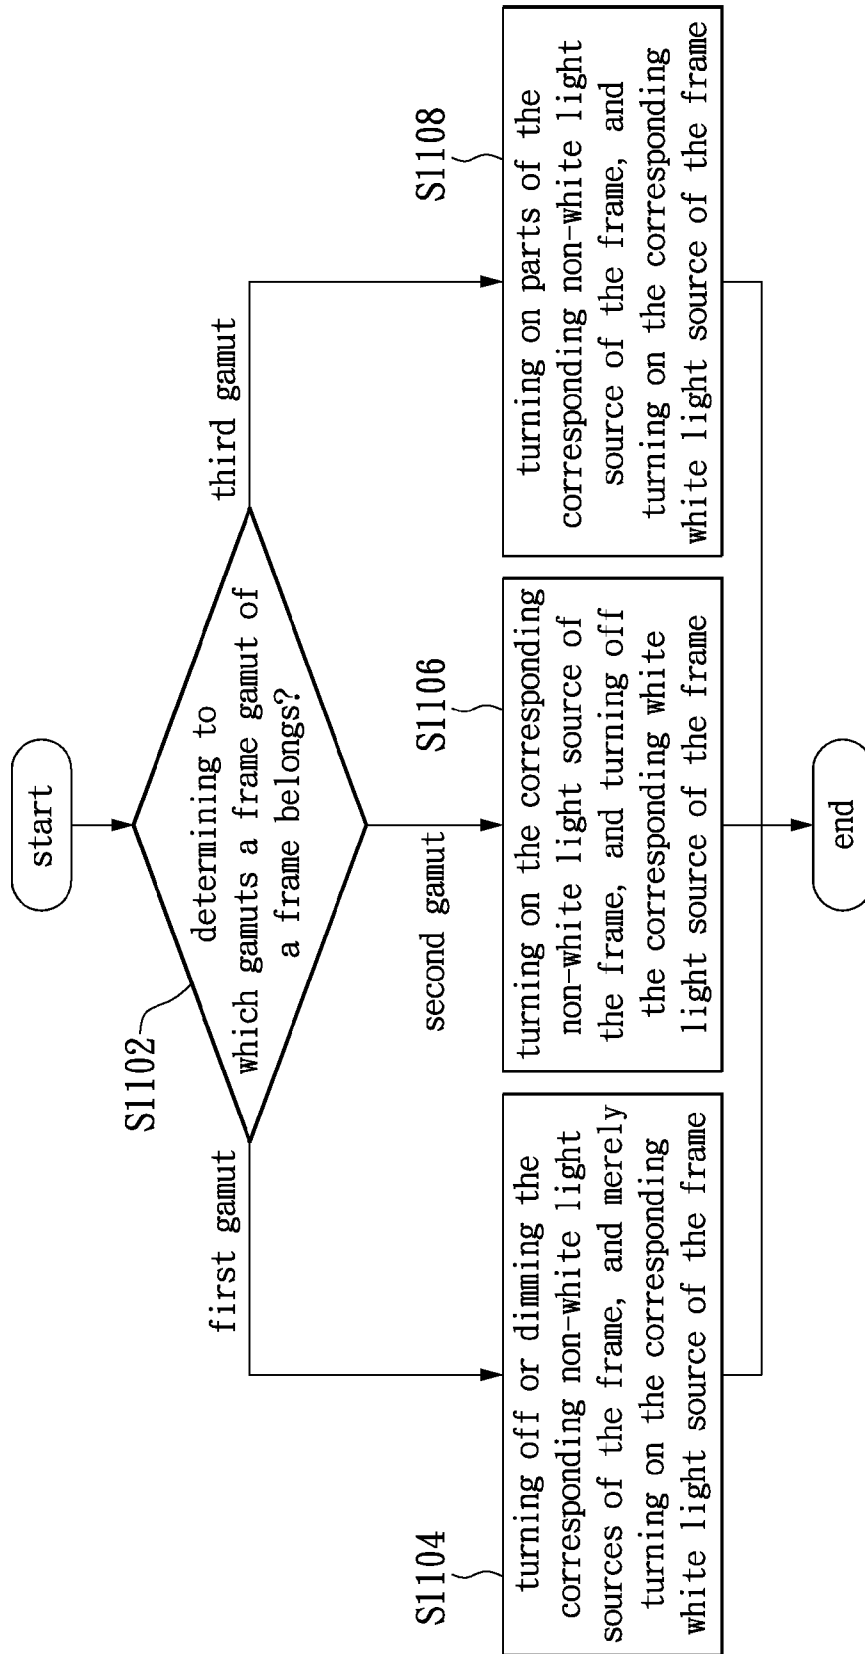 start
S1102
determining to
which gamuts a frame gamut of
a frame belongs?
first gamut
second gamut
third gamut
S1104
turning off or dimming the
corresponding non-white light
sources of the frame, and merely
turning on the corresponding
white light source of the frame
S1106
turning on the corresponding
non-white light source of
the frame, and turning off
the corresponding white
light source of the frame
S1108
turning on parts of the
corresponding non-white light
source of the frame, and
turning on the corresponding
white light source of the frame
end